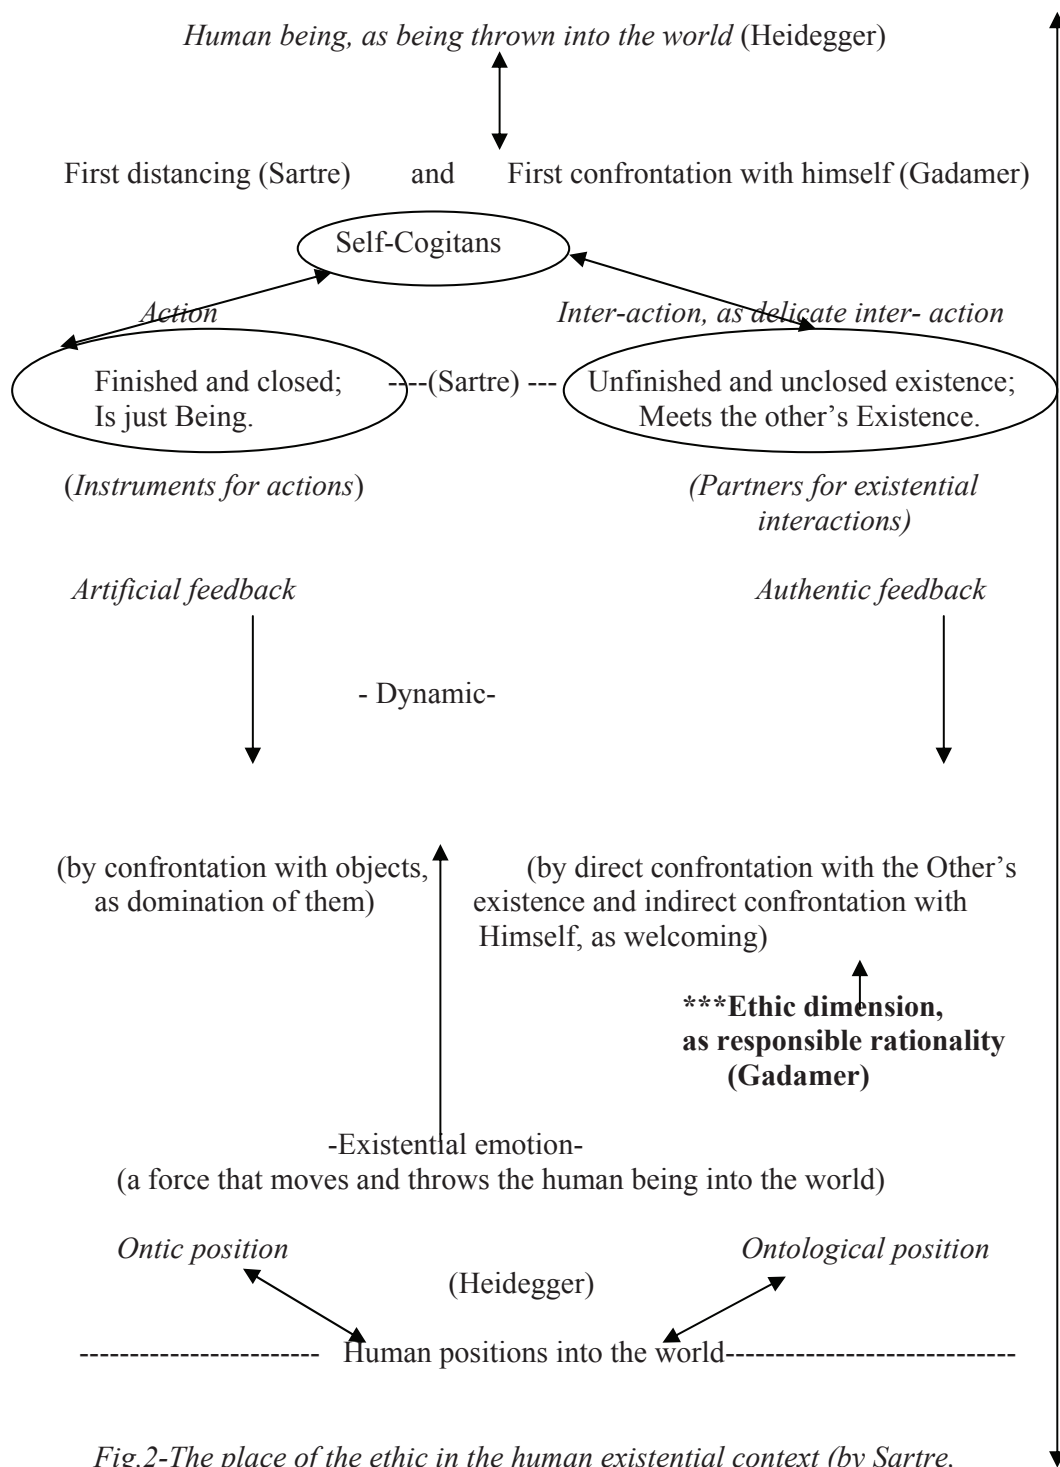 Human being, as being thrown into the world (Heidegger)
First distancing (Sartre) and First confrontation with himself (Gadamer)
Self-Cogitans
Action Inter-action, as delicate inter- action
Finished and closed; ----(Sartre) --- Unfinished and unclosed existence;
Is just Being. Meets the other's Existence.
(Instruments for actions) (Partners for existential
interactions)
Artificial feedback Authentic feedback
- Dynamic-
(by confrontation with objects, (by direct confrontation with the Other's
as domination of them) existence and indirect confrontation with
Himself, as welcoming)
***Ethic dimension,
as responsible rationality
(Gadamer)
-Existential emotion-
(a force that moves and throws the human being into the world)
Ontic position Ontological position
(Heidegger)
------------------------ Human positions into the world-----------------------------
Fig.2-The place of the ethic in the human existential context (by Sartre,